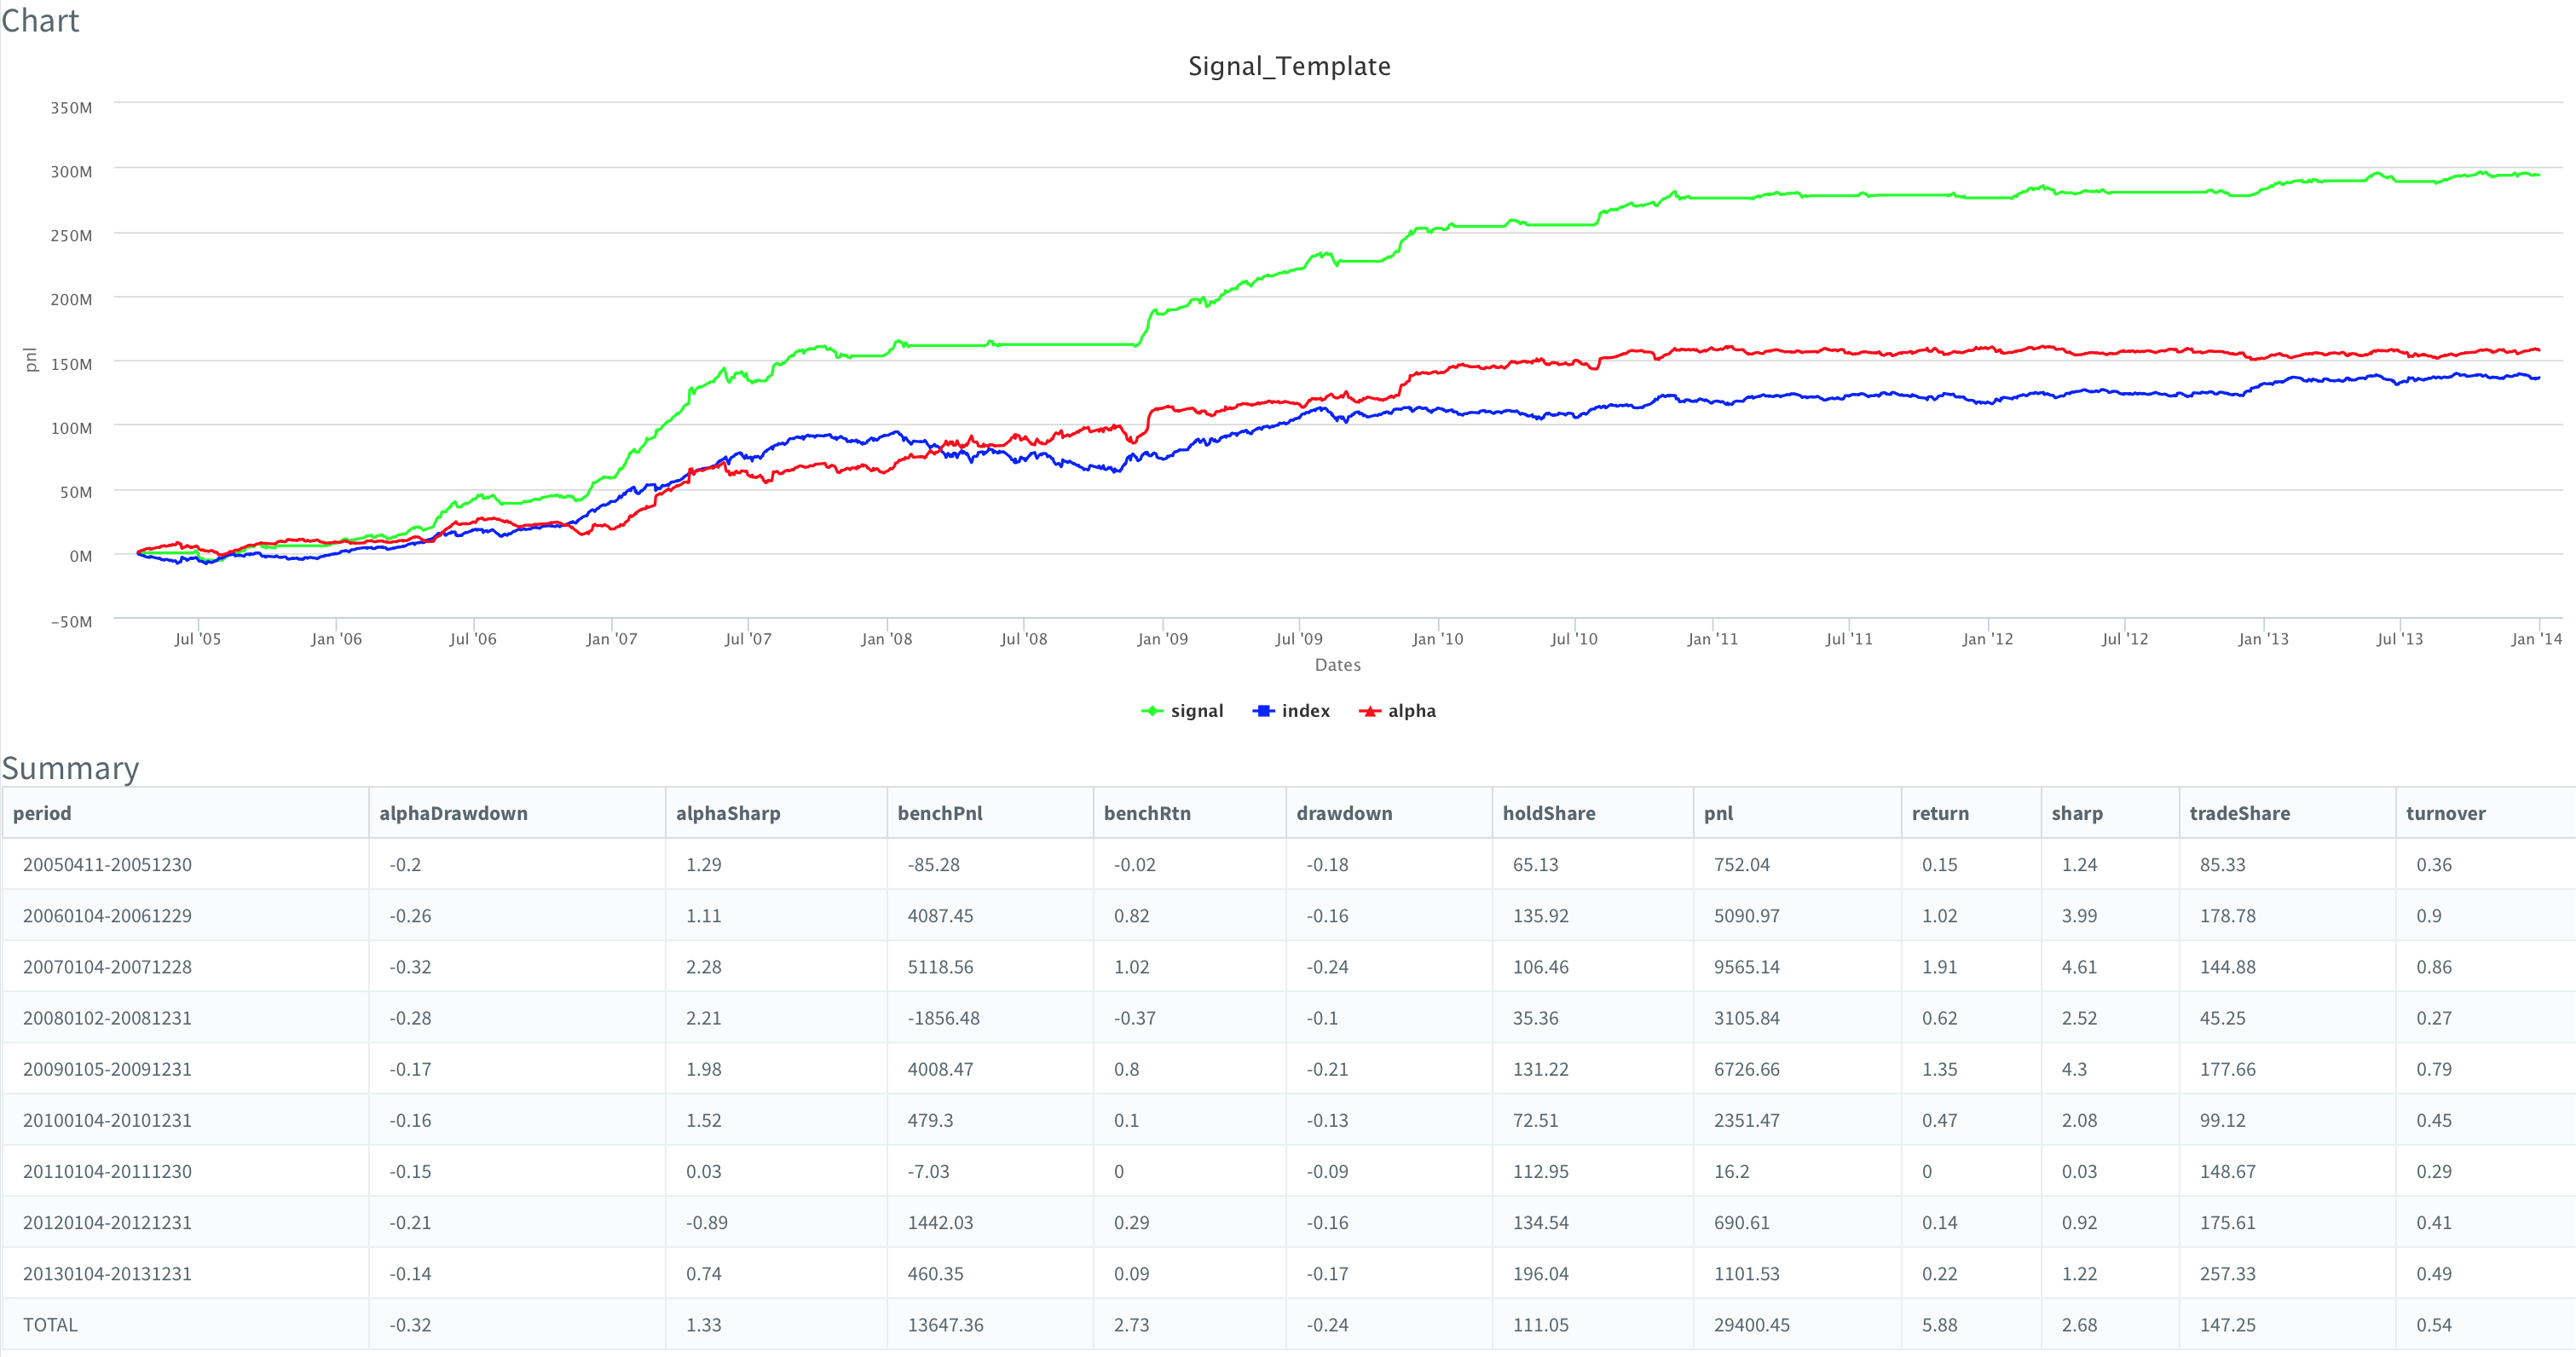 Chart
Signal_Template
350M
300M
250M
200M
150M
100M
50M
0M
−50M
pnl
Jul '05 Jan '06 Jul '06 Jan '07 Jul '07 Jan '08 Jul '08 Jan '09 Jul '09 Jan '10 Jul '10 Jan '11 Jul '11 Jan '12 Jul '12 Jan '13 Jul '13 Jan '14
Dates
signal index alpha
Summary
period alphaDrawdown alphaSharp benchPnl benchRtn drawdown holdShare pnl return sharp tradeShare turnover
20050411-20051230 -0.2 1.29 -85.28 -0.02 -0.18 65.13 752.04 0.15 1.24 85.33 0.36
20060104-20061229 -0.26 1.11 4087.45 0.82 -0.16 135.92 5090.97 1.02 3.99 178.78 0.9
20070104-20071228 -0.32 2.28 5118.56 1.02 -0.24 106.46 9565.14 1.91 4.61 144.88 0.86
20080102-20081231 -0.28 2.21 -1856.48 -0.37 -0.1 35.36 3105.84 0.62 2.52 45.25 0.27
20090105-20091231 -0.17 1.98 4008.47 0.8 -0.21 131.22 6726.66 1.35 4.3 177.66 0.79
20100104-20101231 -0.16 1.52 479.3 0.1 -0.13 72.51 2351.47 0.47 2.08 99.12 0.45
20110104-20111230 -0.15 0.03 -7.03 0 -0.09 112.95 16.2 0 0.03 148.67 0.29
20120104-20121231 -0.21 -0.89 1442.03 0.29 -0.16 134.54 690.61 0.14 0.92 175.61 0.41
20130104-20131231 -0.14 0.74 460.35 0.09 -0.17 196.04 1101.53 0.22 1.22 257.33 0.49
TOTAL -0.32 1.33 13647.36 2.73 -0.24 111.05 29400.45 5.88 2.68 147.25 0.54